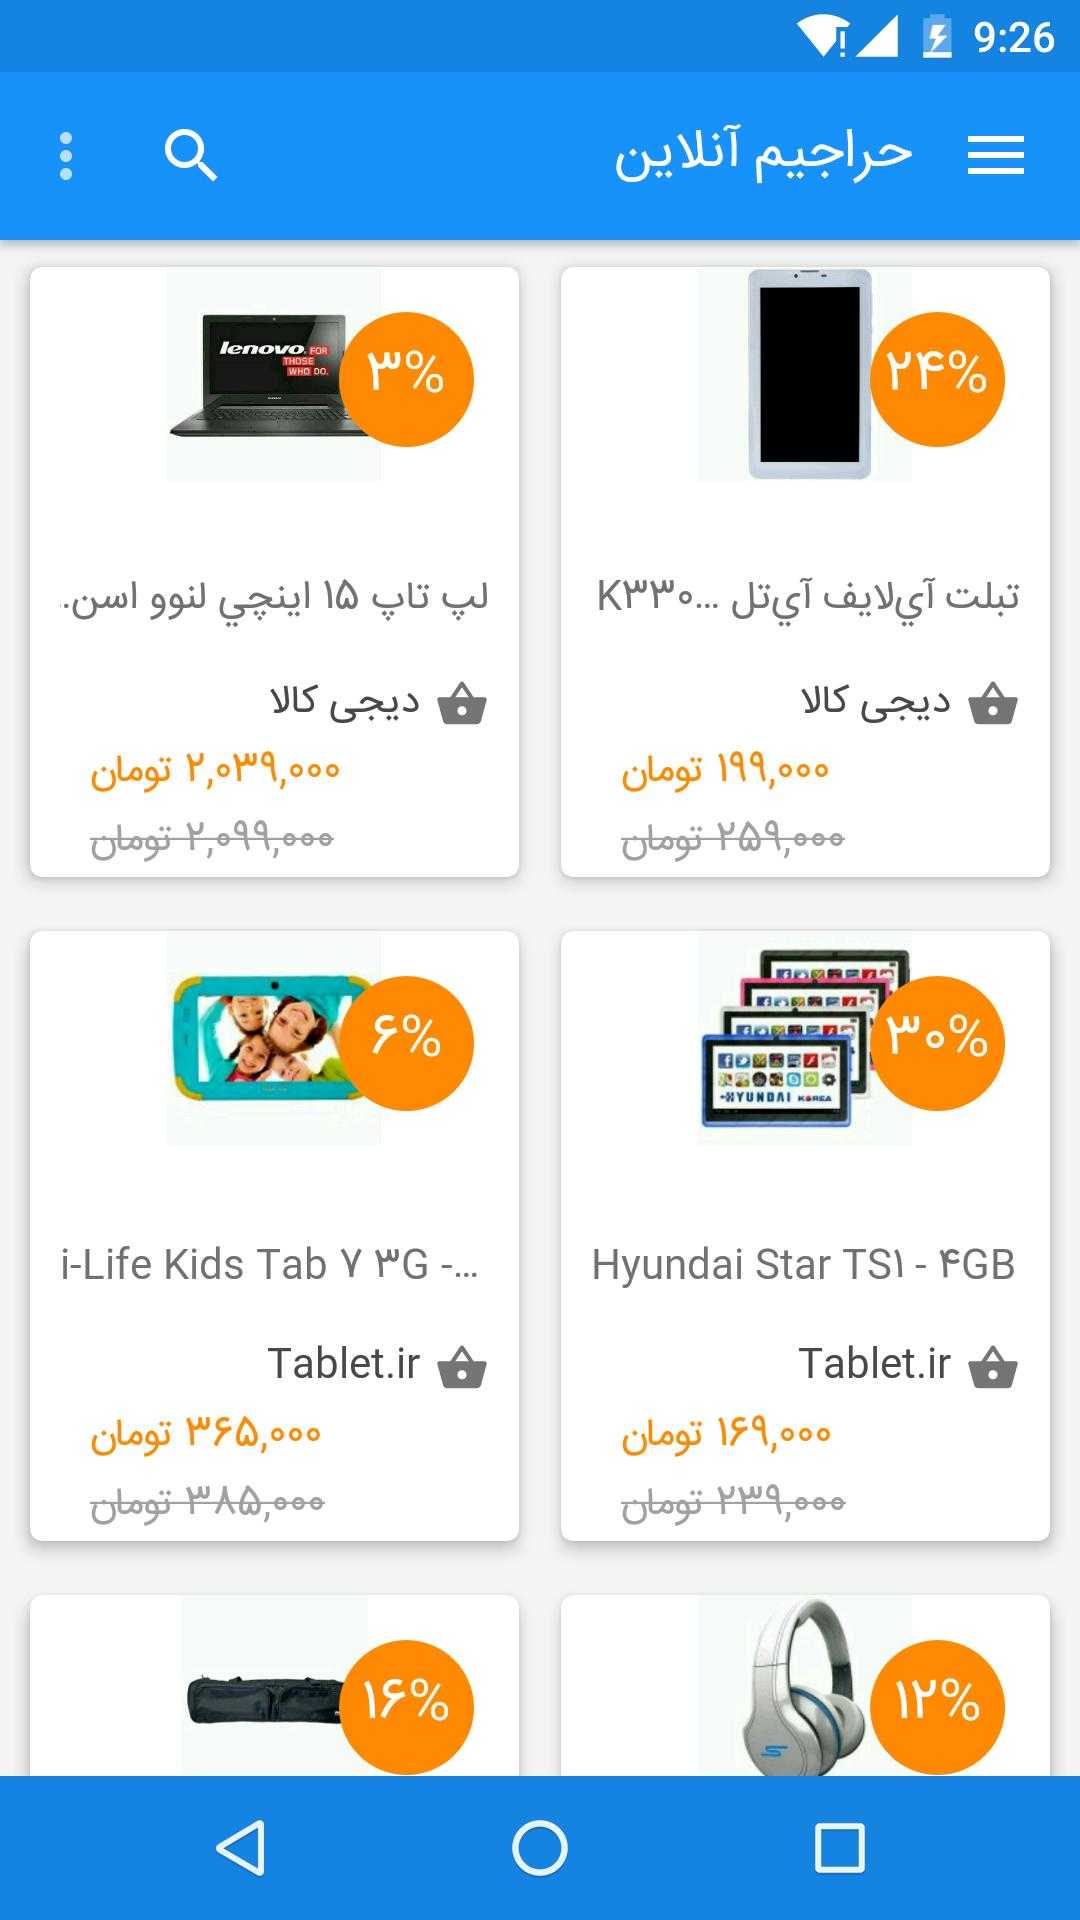 9:26
حراجیم آنلاین
۲۴%
تبلت آي‌لایف آي‌تل ...K۳۳۰
دیجی کالا
۱۹۹,۰۰۰ تومان
۲۵۹,۰۰۰ تومان
lenovo FOR
THOSE
WHO DO.
۳%
لپ تاپ ۱۵ اینچي لنوو اسن.
دیجی کالا
۲,۰۳۹,۰۰۰ تومان
۲,۰۹۹,۰۰۰ تومان
۳۰%
HYUNDAI KOREA
Hyundai Star TS۱ - ۴GB
Tablet.ir
۱۶۹,۰۰۰ تومان
۲۳۹,۰۰۰ تومان
۶%
i-Life Kids Tab ۷ ۳G -...
Tablet.ir
۳۶۵,۰۰۰ تومان
۳۸۵,۰۰۰ تومان
۱۲%
۱۶%